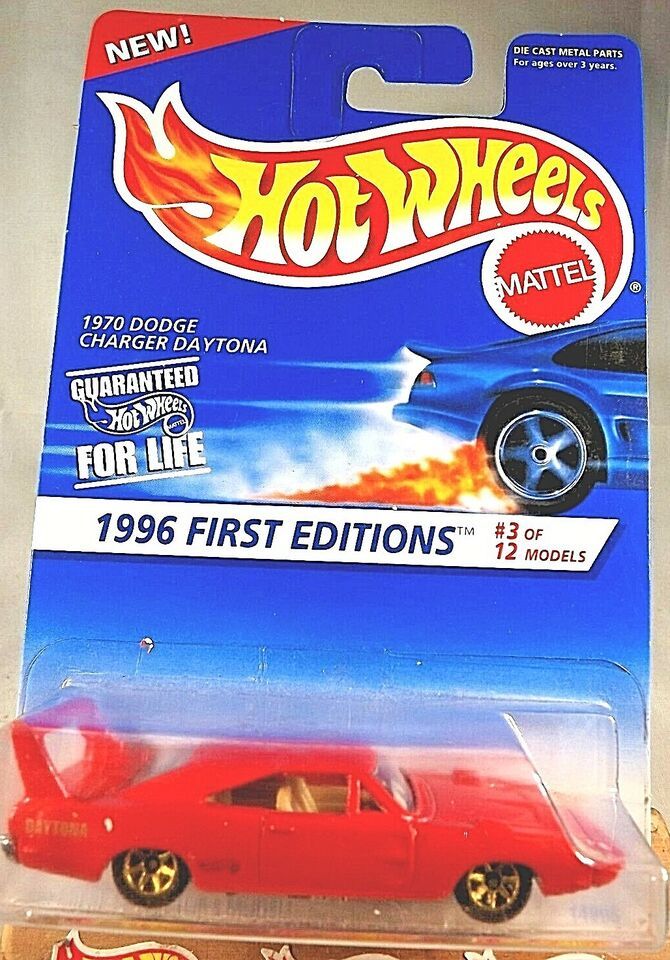 NEW!
DIE CAST METAL PARTS
For ages over 3 years.
HOT WHEELS
MATTEL
®
1970 DODGE
CHARGER DAYTONA
GUARANTEED
HOT WHEELS
MATTEL
FOR LIFE
1996 FIRST EDITIONS™
#3 OF
12 MODELS
DAYTONA